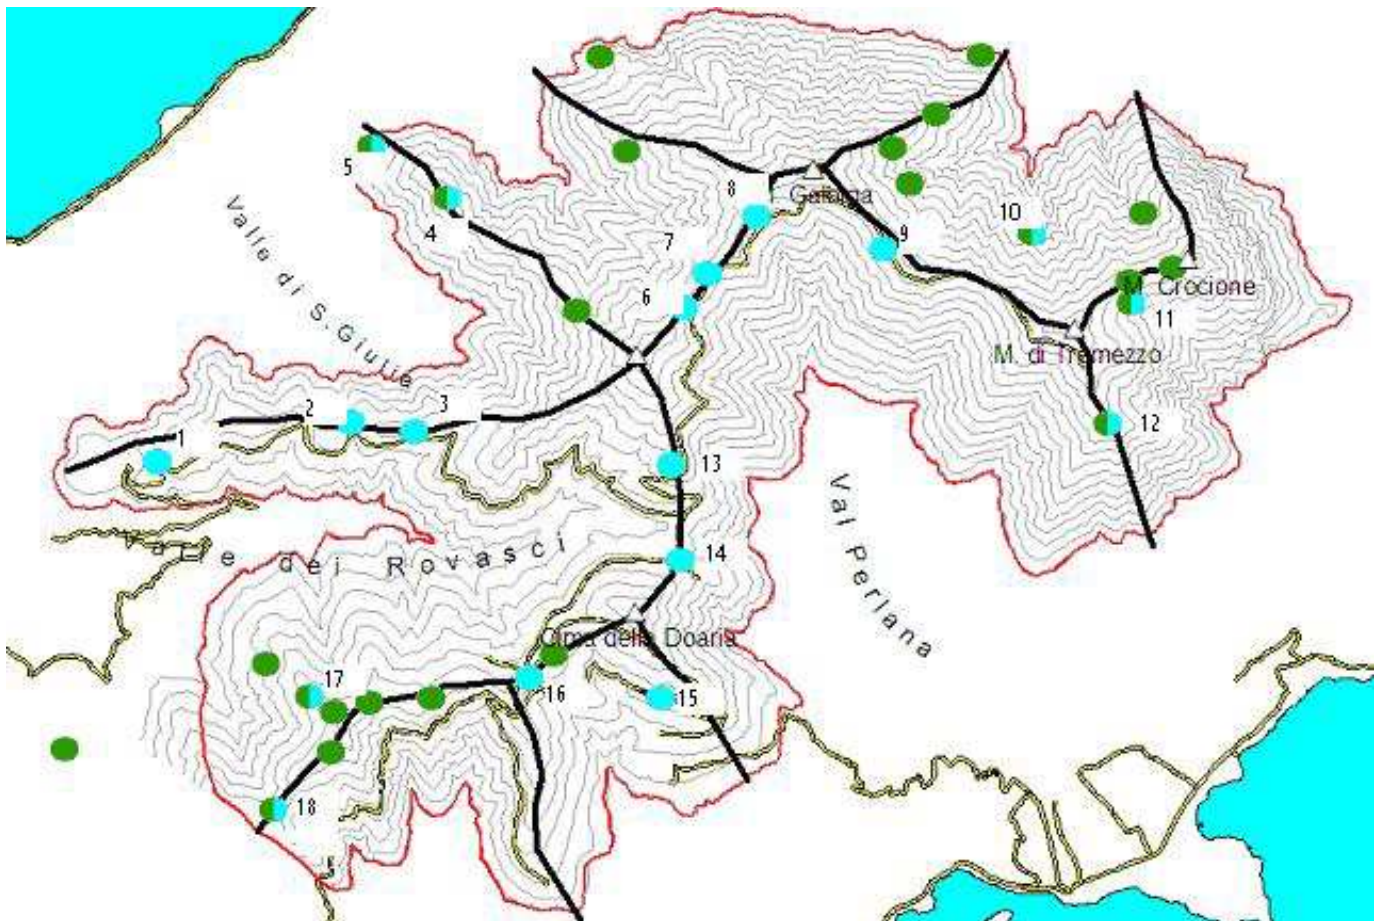 5
4
8
Galbiga
7
9
10
6
Valle di S. Giulie
M. Crocione
11
M. di Tremezzo
2
3
12
1
13
Val Perlana
Valle dei Rovasci
14
Cima della Doaria
17
16
15
18